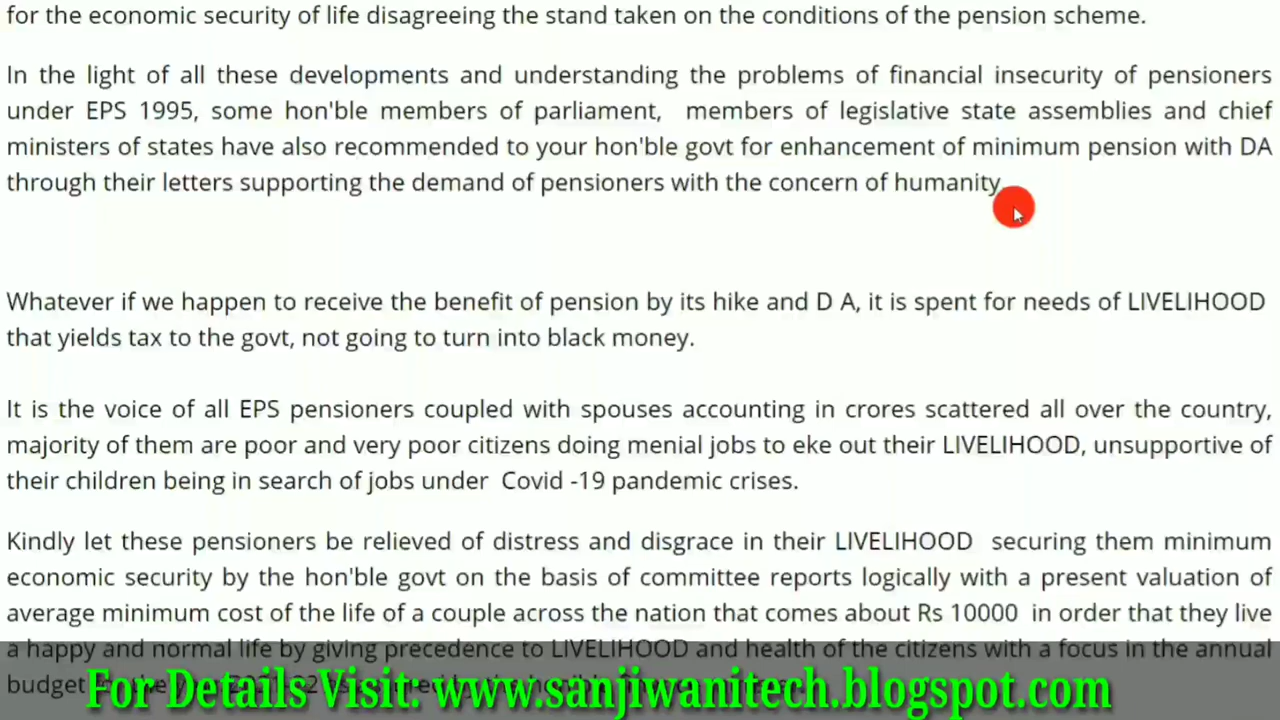 for the economic security of life disagreeing the stand taken on the conditions of the pension scheme.
In the light of all these developments and understanding the problems of financial insecurity of pensioners
under EPS 1995, some hon'ble members of parliament, members of legislative state assemblies and chief
ministers of states have also recommended to your hon'ble govt for enhancement of minimum pension with DA
through their letters supporting the demand of pensioners with the concern of humanity.
Whatever if we happen to receive the benefit of pension by its hike and D A, it is spent for needs of LIVELIHOOD
that yields tax to the govt, not going to turn into black money.
It is the voice of all EPS pensioners coupled with spouses accounting in crores scattered all over the country,
majority of them are poor and very poor citizens doing menial jobs to eke out their LIVELIHOOD, unsupportive of
their children being in search of jobs under Covid -19 pandemic crises.
Kindly let these pensioners be relieved of distress and disgrace in their LIVELIHOOD securing them minimum
economic security by the hon'ble govt on the basis of committee reports logically with a present valuation of
average minimum cost of the life of a couple across the nation that comes about Rs 10000 in order that they live
a happy and normal life by giving precedence to LIVELIHOOD and health of the citizens with a focus in the annual
budget
For Details Visit: www.sanjiwanitech.blogspot.com